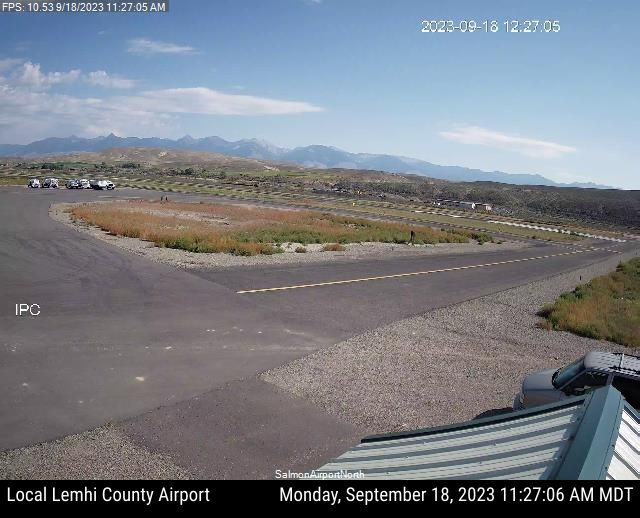 FPS: 10.53 9/18/2023 11:27:05 AM
2023-09-18 12:27:05
IPC
SalmonAirportNorth
Local Lemhi County Airport Monday, September 18, 2023 11:27:06 AM MDT